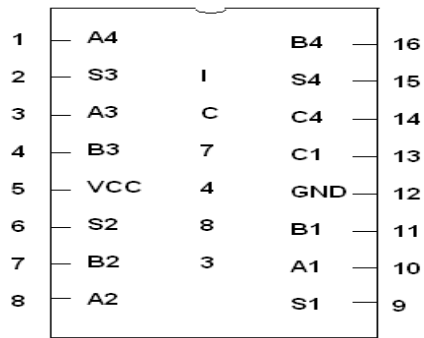 1 A4 B4 16
2 S3 I S4 15
3 A3 C C4 14
4 B3 7 C1 13
5 VCC 4 GND 12
6 S2 8 B1 11
7 B2 3 A1 10
8 A2 S1 9